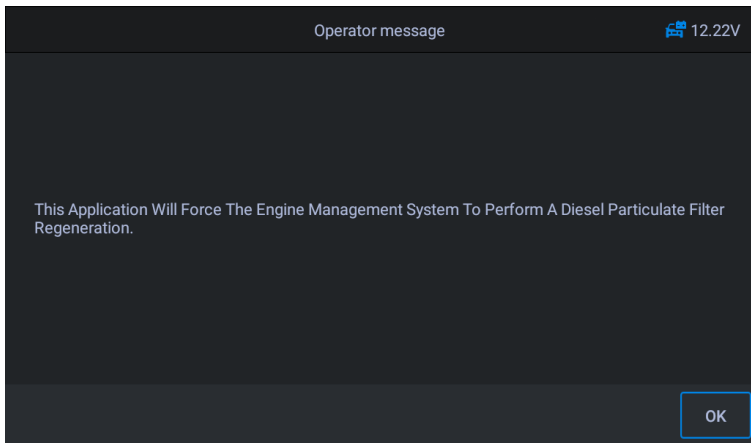 Operator message
12.22V
This Application Will Force The Engine Management System To Perform A Diesel Particulate Filter
Regeneration.
OK